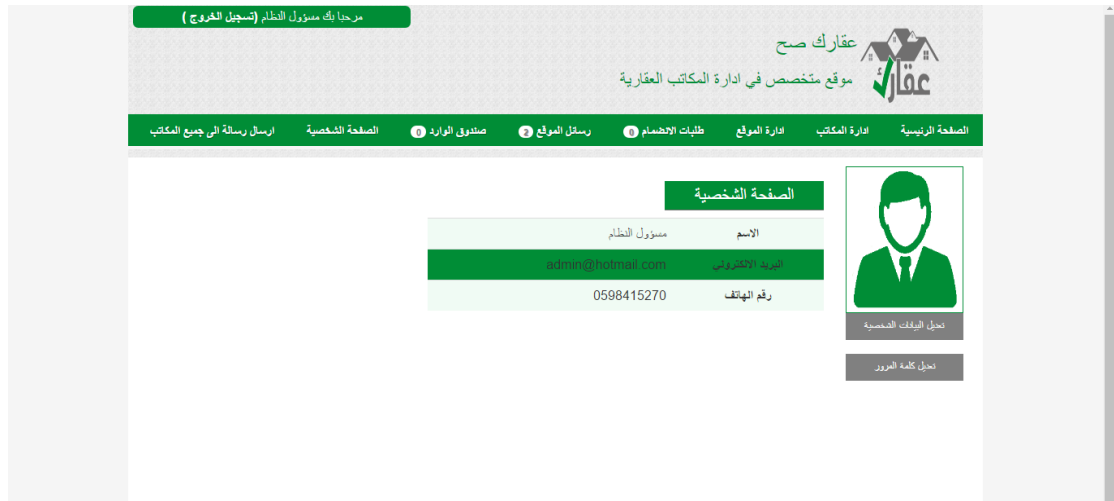 مرحبا بك مسؤول النظام (تسجيل الخروج )
عقارك صح
موقع متخصص في ادارة المكاتب العقارية
عقارك
الصفحة الرئيسية
ادارة المكاتب
ادارة الموقع
طلبات الانضمام 0
رسائل الموقع 2
صندوق الوارد 0
الصفحة الشخصية
ارسال رسالة الى جميع المكاتب
الصفحة الشخصية
الاسم مسؤول النظام
البريد الالكتروني admin@hotmail.com
رقم الهاتف 0598415270
تعديل البيانات الشخصية
تعديل كلمة المرور